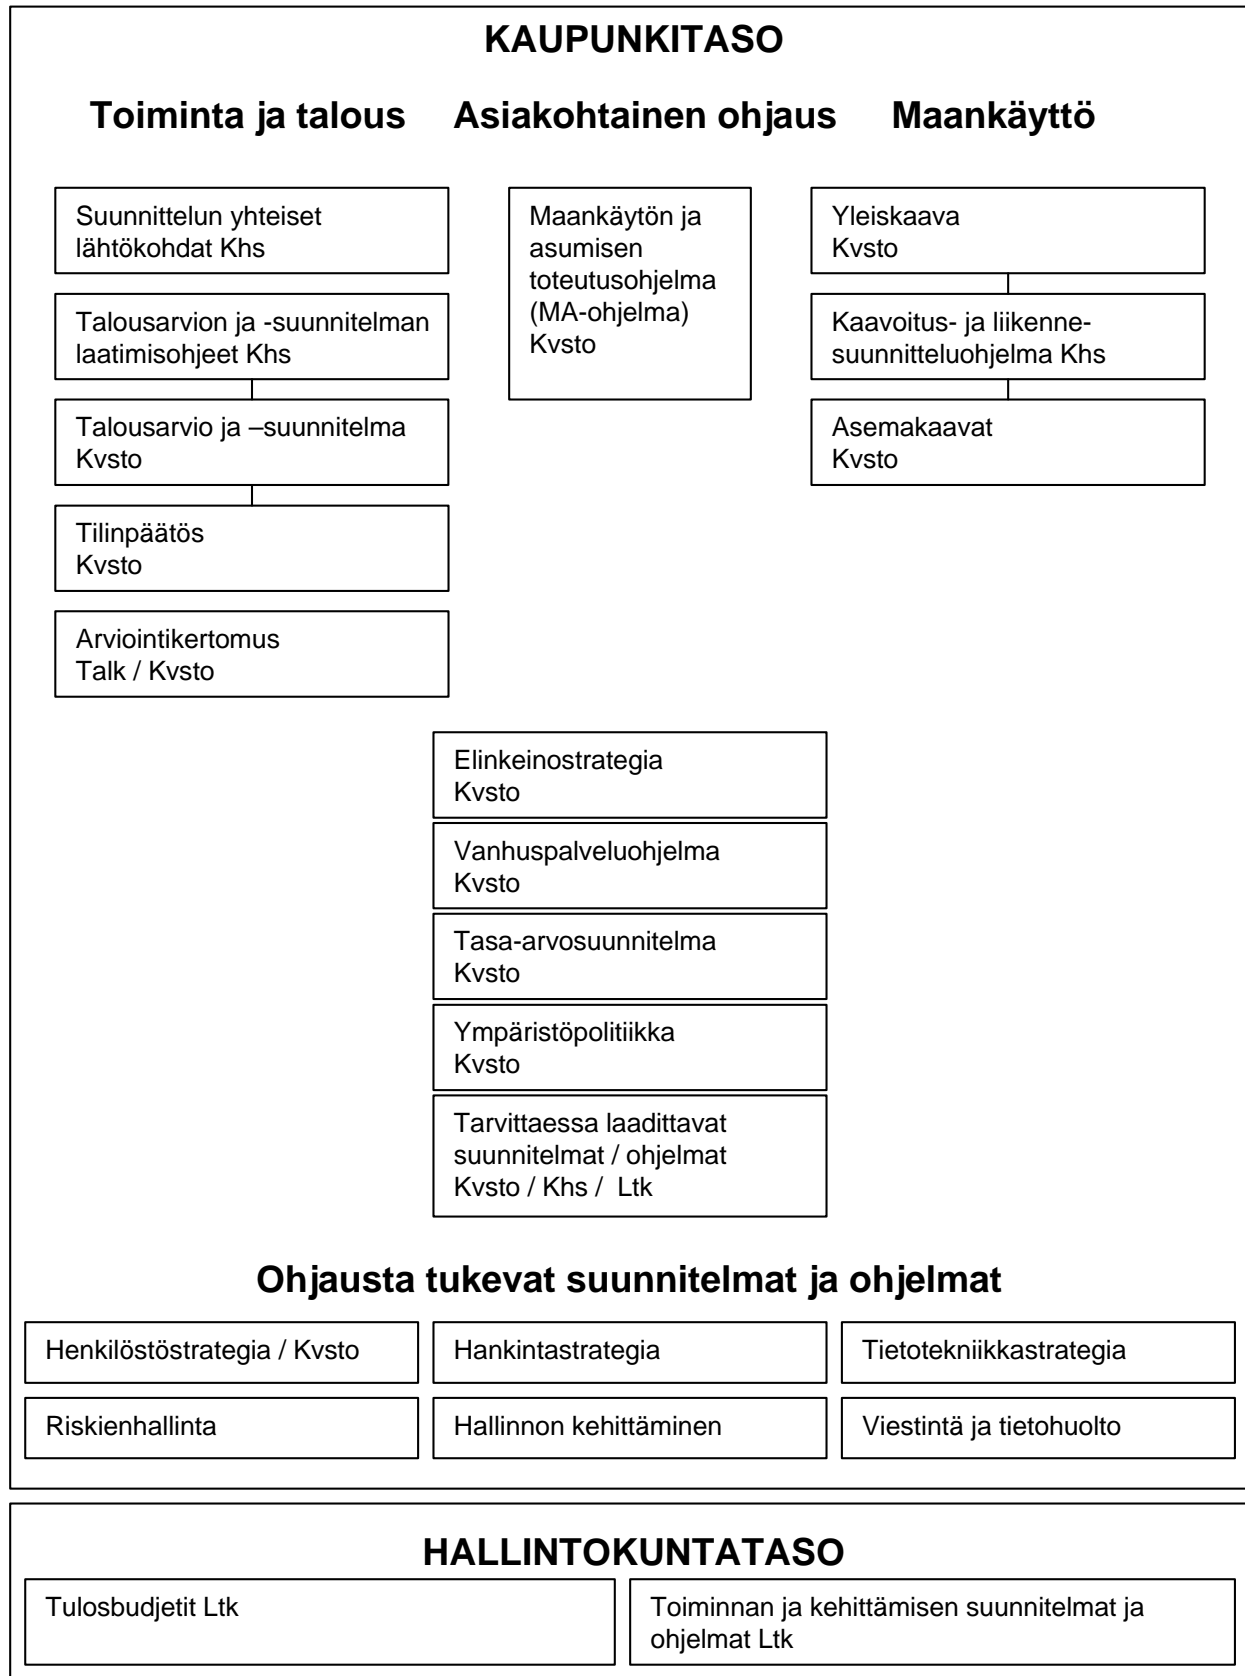 KAUPUNKITASO
Toiminta ja talous
Asiakohtainen ohjaus
Maankäyttö
Suunnittelun yhteiset
lähtökohdat Khs
Talousarvion ja -suunnitelman
laatimisohjeet Khs
Talousarvio ja –suunnitelma
Kvsto
Tilinpäätös
Kvsto
Arviointikertomus
Talk / Kvsto
Maankäytön ja
asumisen
toteutusohjelma
(MA-ohjelma)
Kvsto
Yleiskaava
Kvsto
Kaavoitus- ja liikenne-
suunnitteluohjelma Khs
Asemakaavat
Kvsto
Elinkeinostrategia
Kvsto
Vanhuspalveluohjelma
Kvsto
Tasa-arvosuunnitelma
Kvsto
Ympäristöpolitiikka
Kvsto
Tarvittaessa laadittavat
suunnitelmat / ohjelmat
Kvsto / Khs / Ltk
Ohjausta tukevat suunnitelmat ja ohjelmat
Henkilöstöstrategia / Kvsto
Hankintastrategia
Tietotekniikkastrategia
Riskienhallinta
Hallinnon kehittäminen
Viestintä ja tietohuolto
HALLINTOKUNTATASO
Tulosbudjetit Ltk
Toiminnan ja kehittämisen suunnitelmat ja
ohjelmat Ltk